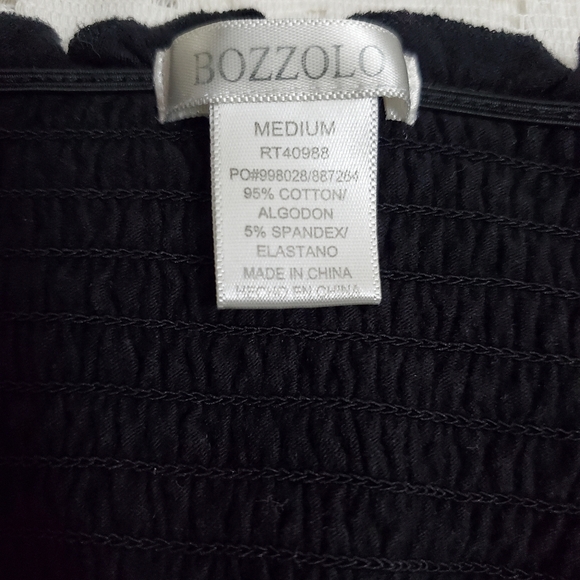 BOZZOLO
MEDIUM
RT40988
PO#998028/887264
95% COTTON/
ALGODON
5% SPANDEX/
ELASTANO
MADE IN CHINA
HECHO EN CHINA